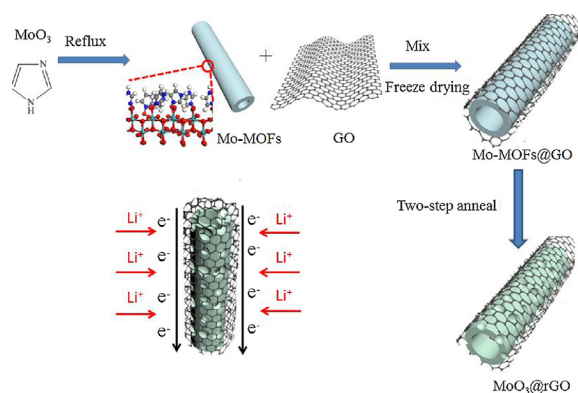 MoO₃
Reflux
N
NH
Mo-MOFs
+
GO
Mix
Freeze drying
Mo-MOFs@GO
Two-step anneal
MoO₃@rGO
Li⁺ e⁻ e⁻ Li⁺
Li⁺ e⁻ e⁻ Li⁺
Li⁺ e⁻ e⁻ Li⁺
e⁻ e⁻